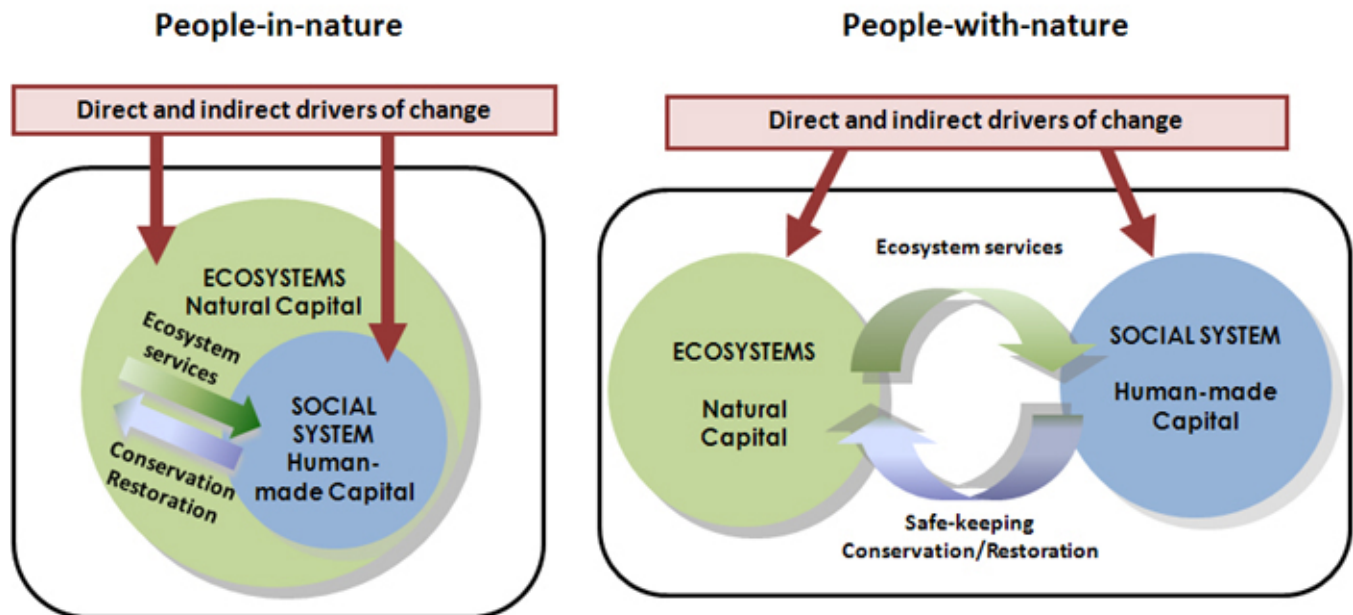 People-in-nature
Direct and indirect drivers of change
ECOSYSTEMS
Natural Capital
Ecosystem
services
SOCIAL
SYSTEM
Human-
made Capital
Conservation
Restoration
People-with-nature
Direct and indirect drivers of change
Ecosystem services
ECOSYSTEMS
Natural
Capital
SOCIAL SYSTEM
Human-made
Capital
Safe-keeping
Conservation/Restoration